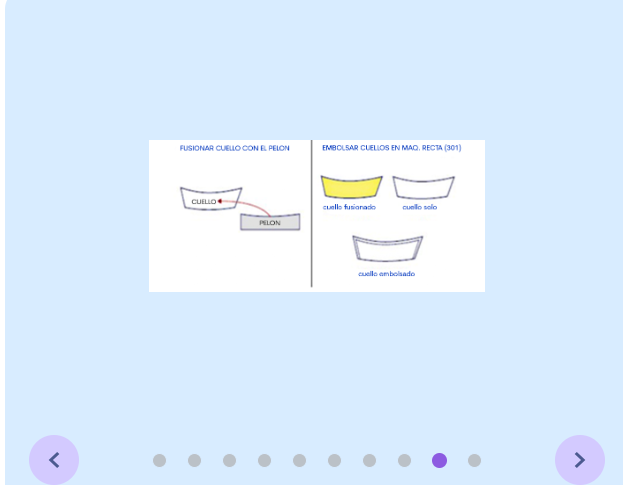 FUSIONAR CUELLO CON EL PELON
CUELLO
PELON
EMBOLSAR CUELLOS EN MAQ. RECTA (301)
cuello fusionado
cuello solo
cuello embolsado